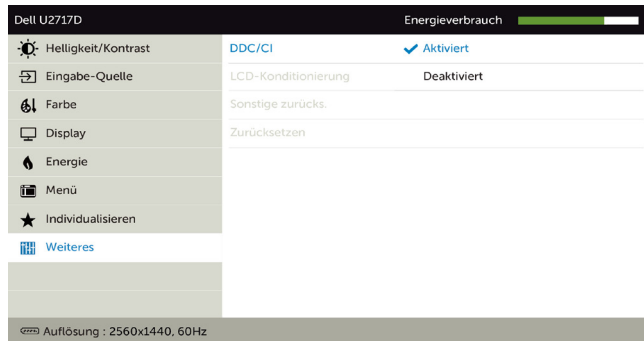 Dell U2717D Energieverbrauch
Helligkeit/Kontrast DDC/CI Aktiviert
Eingabe-Quelle LCD-Konditionierung Deaktiviert
Farbe Sonstige zurücks.
Display Zurücksetzen
Energie
Menü
Individualisieren
Weiteres
Auflösung : 2560x1440, 60Hz